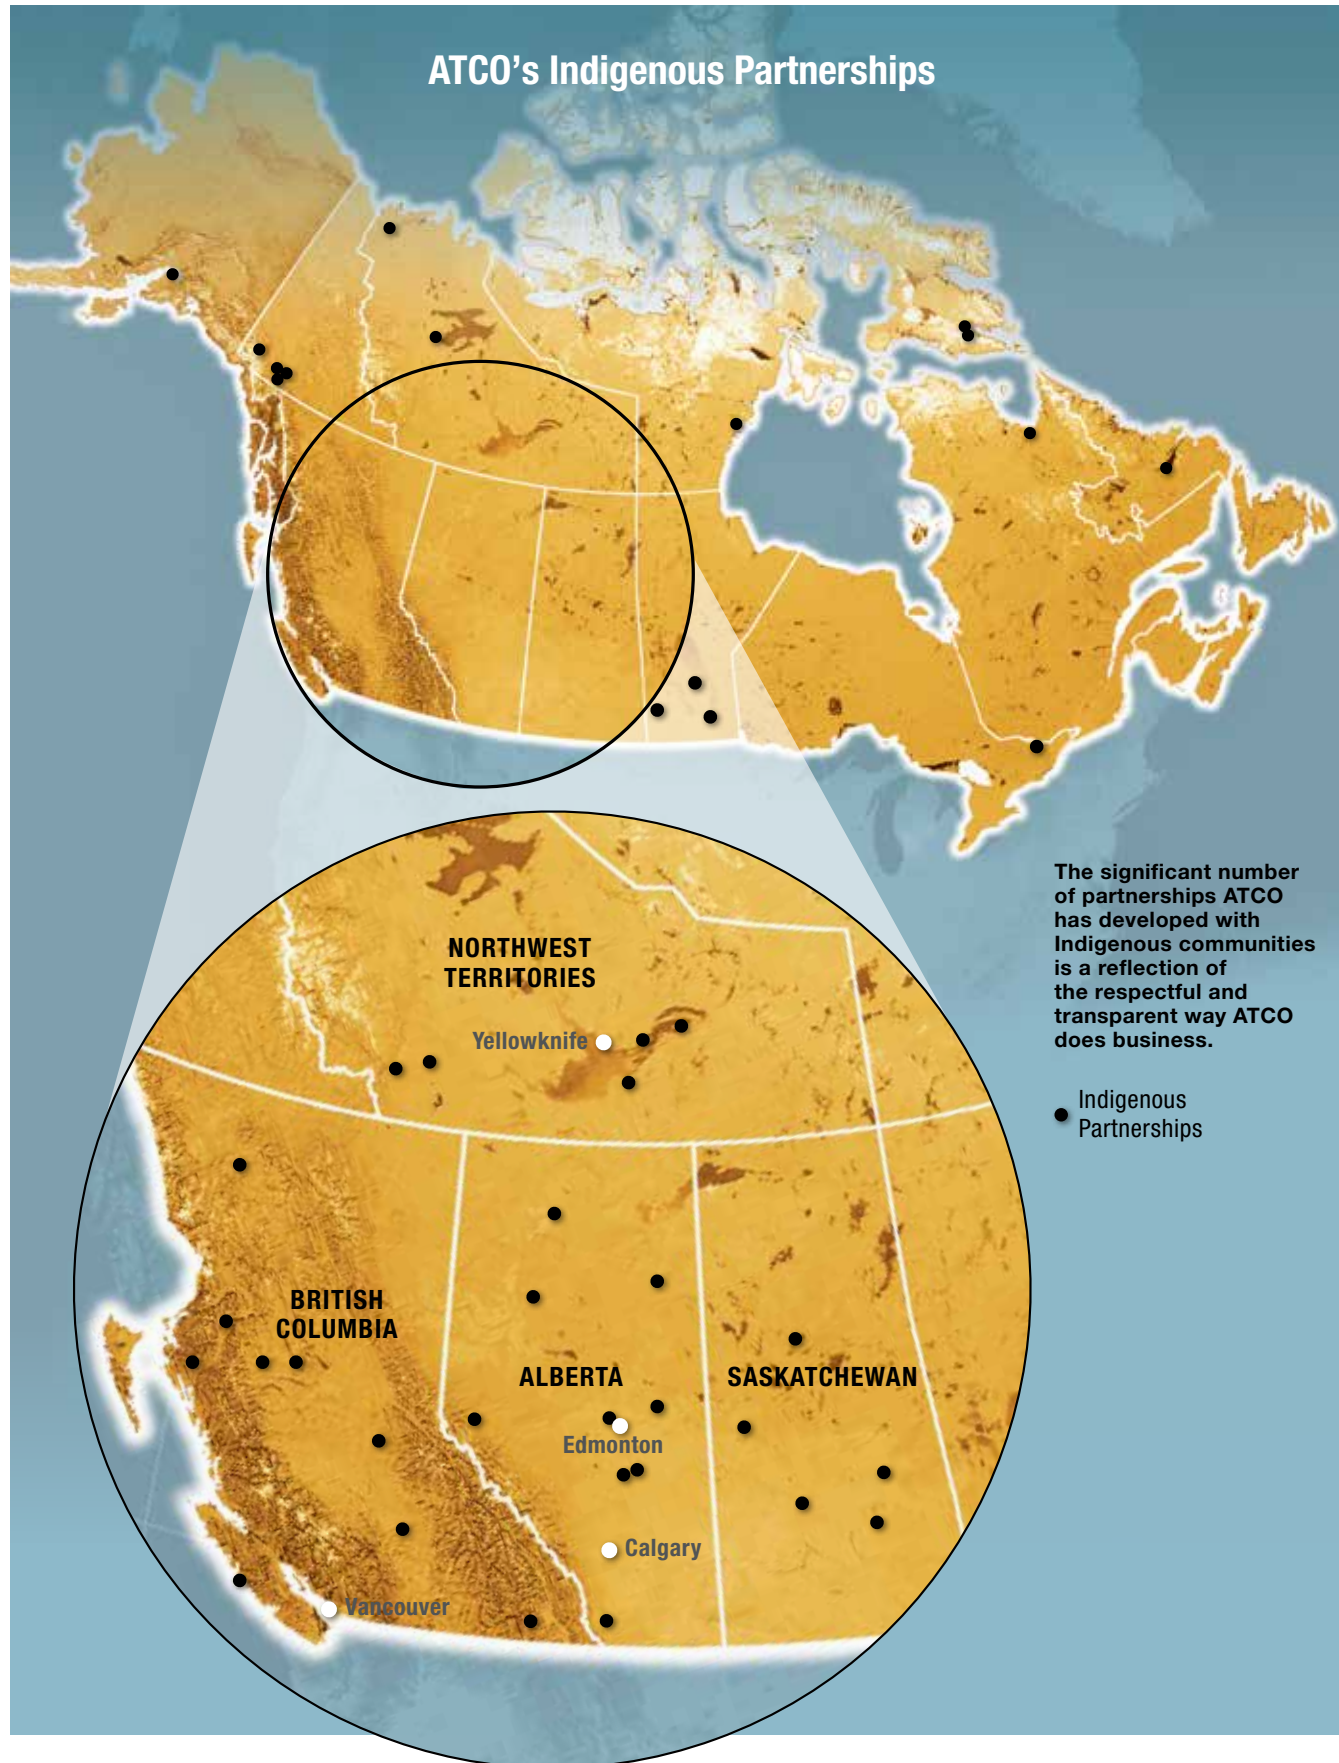 ATCO’s Indigenous Partnerships
The significant number
of partnerships ATCO
has developed with
Indigenous communities
is a reflection of
the respectful and
transparent way ATCO
does business.
Indigenous
Partnerships
NORTHWEST
TERRITORIES
Yellowknife
BRITISH
COLUMBIA
ALBERTA
SASKATCHEWAN
Edmonton
Calgary
Vancouver